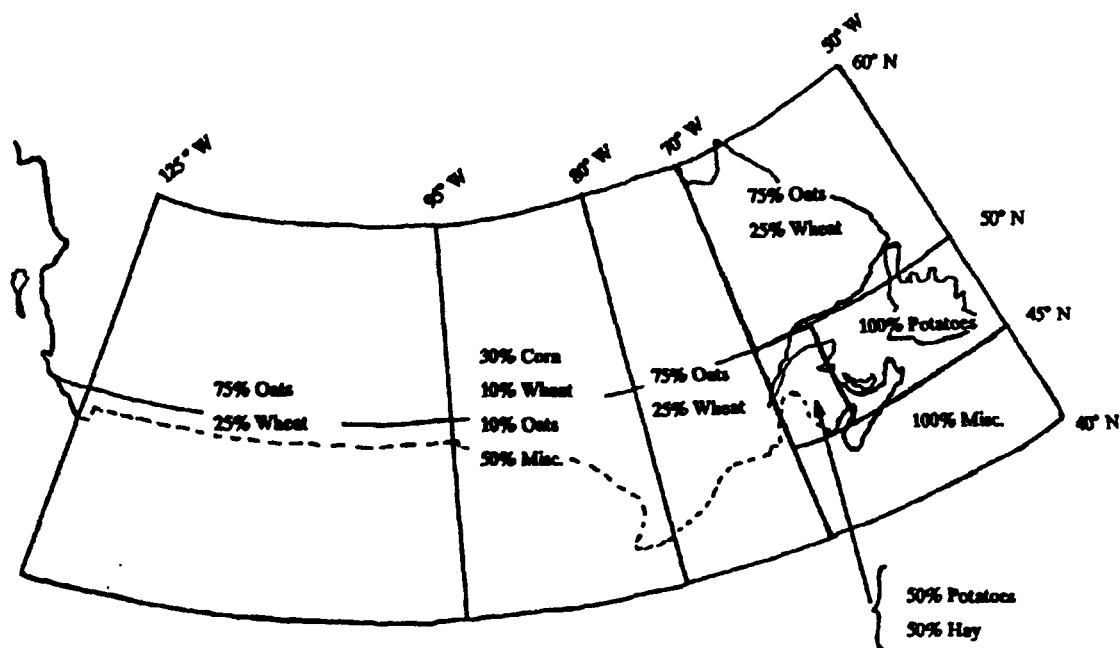 50° W
60° N
125° W
95° W
80° W
70° W
75% Oats
25% Wheat
50° N
45° N
100% Potatoes
30% Corn
10% Wheat
10% Oats
50% Misc.
75% Oats
25% Wheat
75% Oats
25% Wheat
100% Misc.
40° N
50% Potatoes
50% Hay